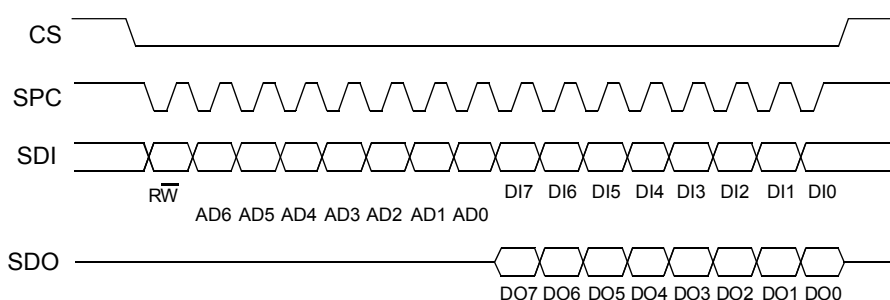 CS
SPC
SDI
RW̅ DI7 DI6 DI5 DI4 DI3 DI2 DI1 DI0
AD6 AD5 AD4 AD3 AD2 AD1 AD0
SDO
DO7 DO6 DO5 DO4 DO3 DO2 DO1 DO0